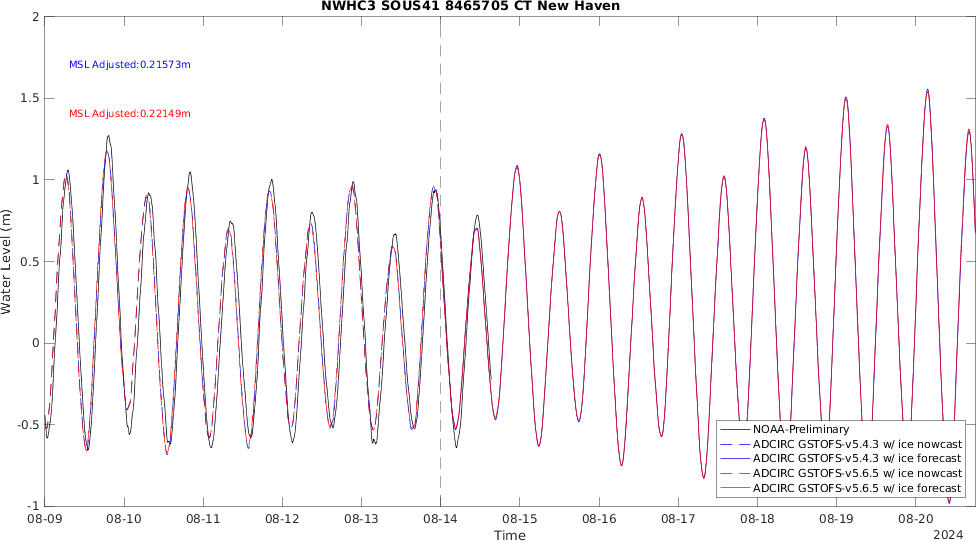 NWHC3 SOUS41 8465705 CT New Haven
2
1.5
1
0.5
0
-0.5
-1
Water Level (m)
MSL Adjusted:0.21573m
MSL Adjusted:0.22149m
NOAA-Preliminary
ADCIRC GSTOFS-v5.4.3 w/ ice nowcast
ADCIRC GSTOFS-v5.4.3 w/ ice forecast
ADCIRC GSTOFS-v5.6.5 w/ ice nowcast
ADCIRC GSTOFS-v5.6.5 w/ ice forecast
08-09 08-10 08-11 08-12 08-13 08-14 08-15 08-16 08-17 08-18 08-19 08-20
Time
2024